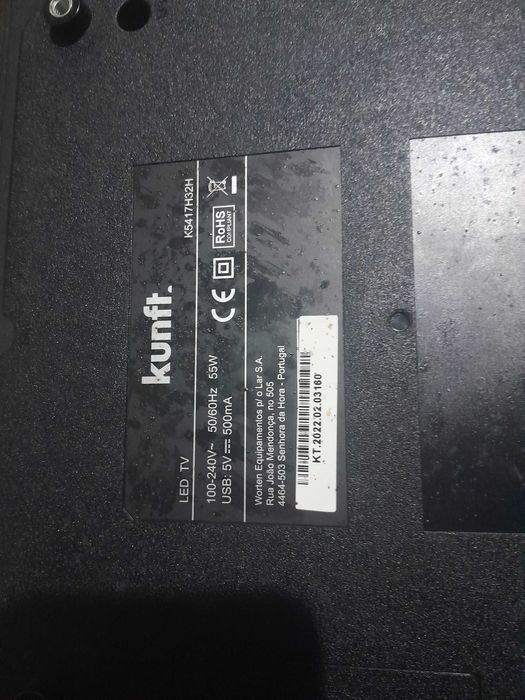 kunft.
LED TV K5417H32H
100-240V~ 50/60Hz 55W
USB: 5V⎓500mA
CE RoHS
COMPLIANT
Worten Equipamentos p/ o Lar S.A.
Rua João Mendonça, no 505
4464-503 Senhora da Hora - Portugal
KT.2022.02.03160